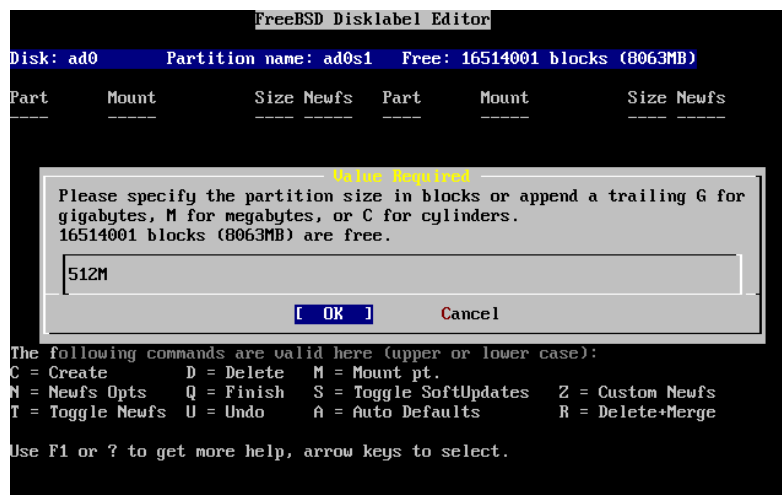 FreeBSD Disklabel Editor
Disk: ad0 Partition name: ad0s1 Free: 16514001 blocks (8063MB)
Part Mount Size Newfs Part Mount Size Newfs
---- ----- ---- ----- ---- ----- ---- -----
Value Required
Please specify the partition size in blocks or append a trailing G for
gigabytes, M for megabytes, or C for cylinders.
16514001 blocks (8063MB) are free.
512M
[ OK ] Cancel
The following commands are valid here (upper or lower case):
C = Create D = Delete M = Mount pt.
N = Newfs Opts Q = Finish S = Toggle SoftUpdates Z = Custom Newfs
T = Toggle Newfs U = Undo A = Auto Defaults R = Delete+Merge
Use F1 or ? to get more help, arrow keys to select.